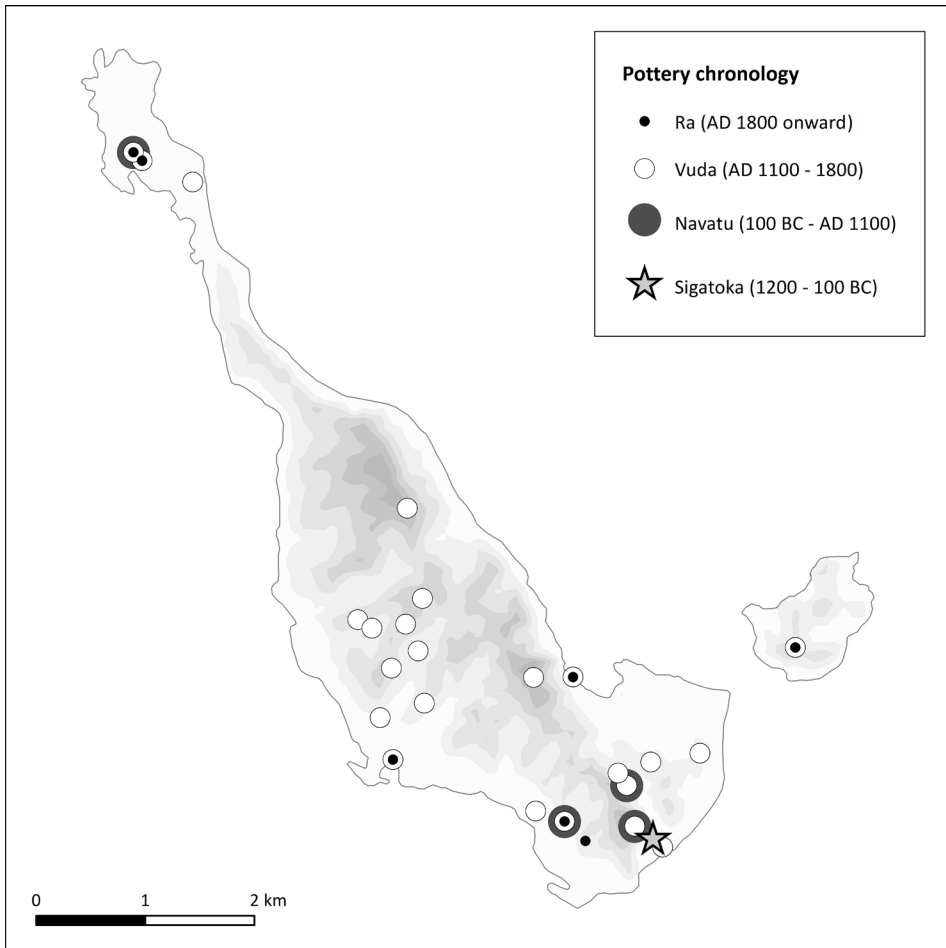 Pottery chronology
Ra (AD 1800 onward)
Vuda (AD 1100 - 1800)
Navatu (100 BC - AD 1100)
Sigatoka (1200 - 100 BC)
0 1 2 km